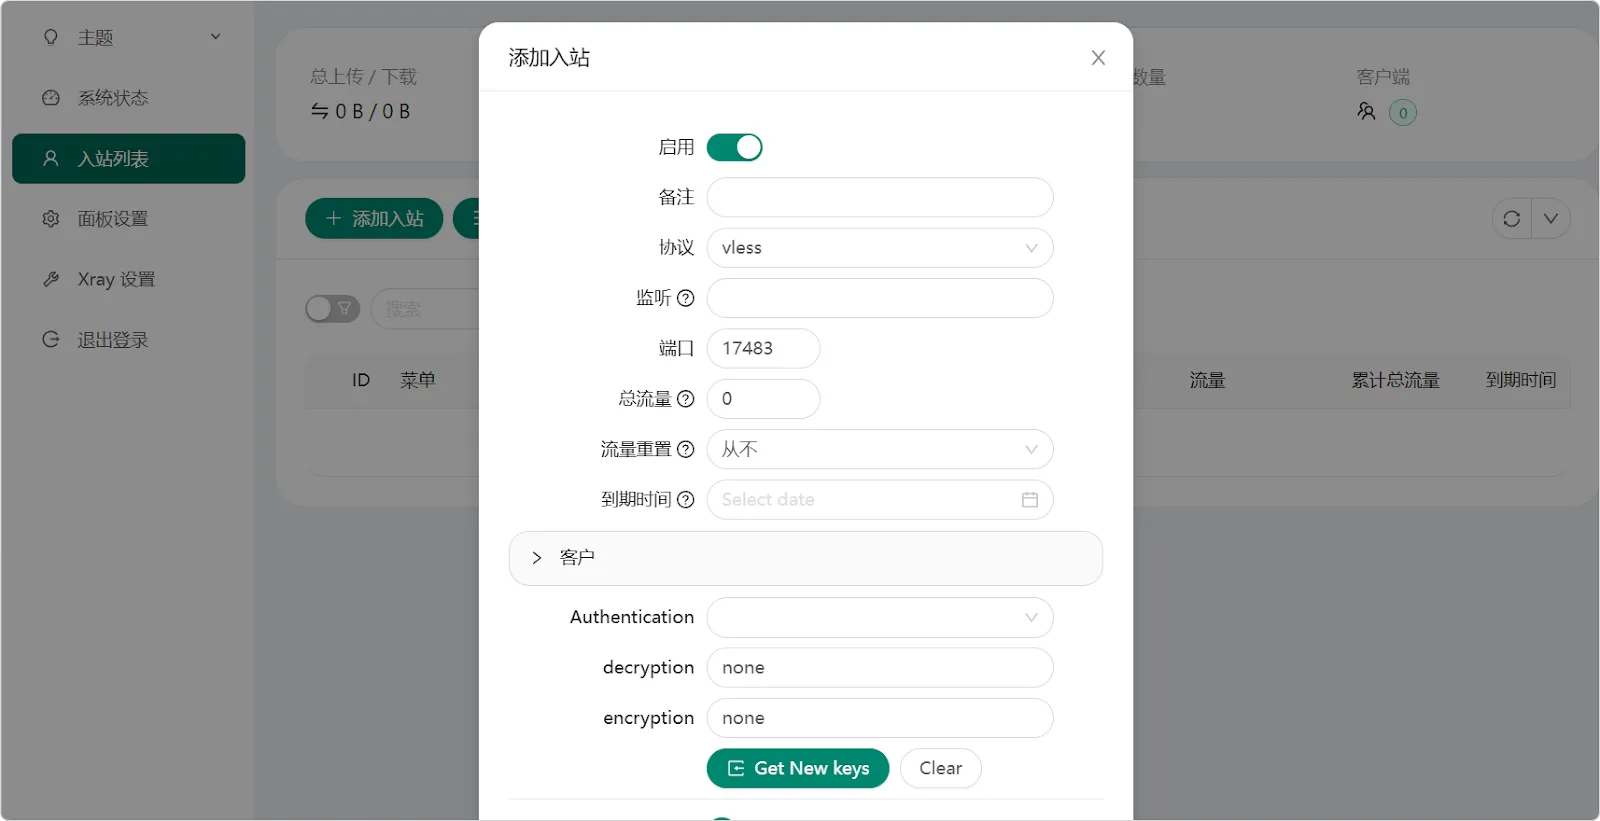 主题
系统状态
入站列表
面板设置
Xray 设置
退出登录
总上传 / 下载
0 B / 0 B
数量
客户端
0
添加入站
搜索
ID
菜单
流量
累计总流量
到期时间
添加入站
启用
备注
协议
vless
监听
端口
17483
总流量
0
流量重置
从不
到期时间
Select date
客户
Authentication
decryption
none
encryption
none
Get New keys
Clear